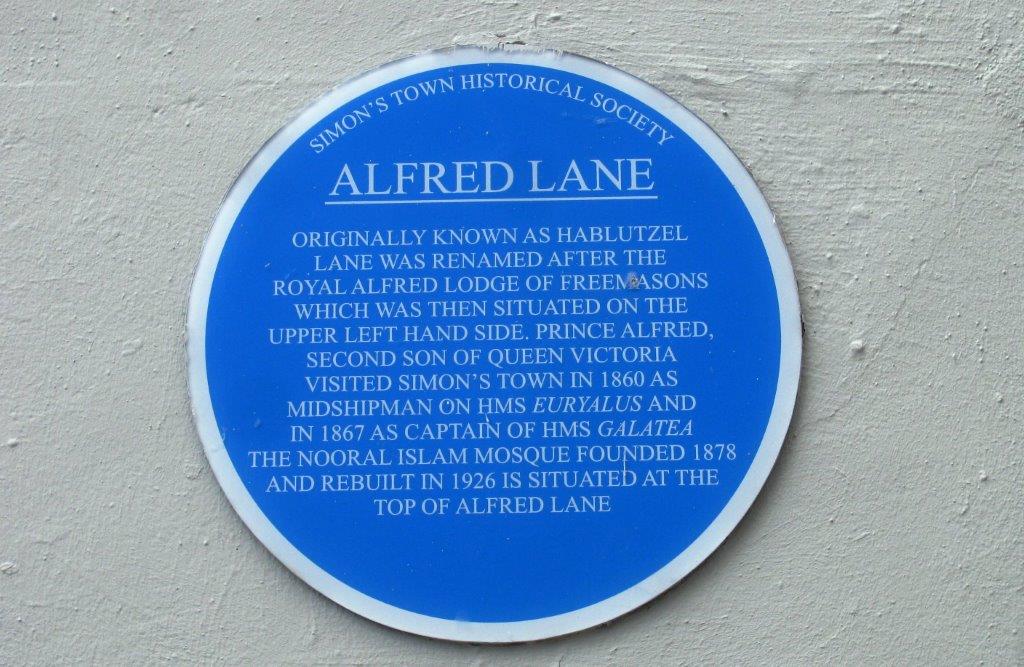 SIMON'S TOWN HISTORICAL SOCIETY
ALFRED LANE
ORIGINALLY KNOWN AS HABLUTZEL
LANE WAS RENAMED AFTER THE
ROYAL ALFRED LODGE OF FREEMASONS
WHICH WAS THEN SITUATED ON THE
UPPER LEFT HAND SIDE. PRINCE ALFRED,
SECOND SON OF QUEEN VICTORIA
VISITED SIMON'S TOWN IN 1860 AS
MIDSHIPMAN ON HMS EURYALUS AND
IN 1867 AS CAPTAIN OF HMS GALATEA
THE NOORAL ISLAM MOSQUE FOUNDED 1878
AND REBUILT IN 1926 IS SITUATED AT THE
TOP OF ALFRED LANE